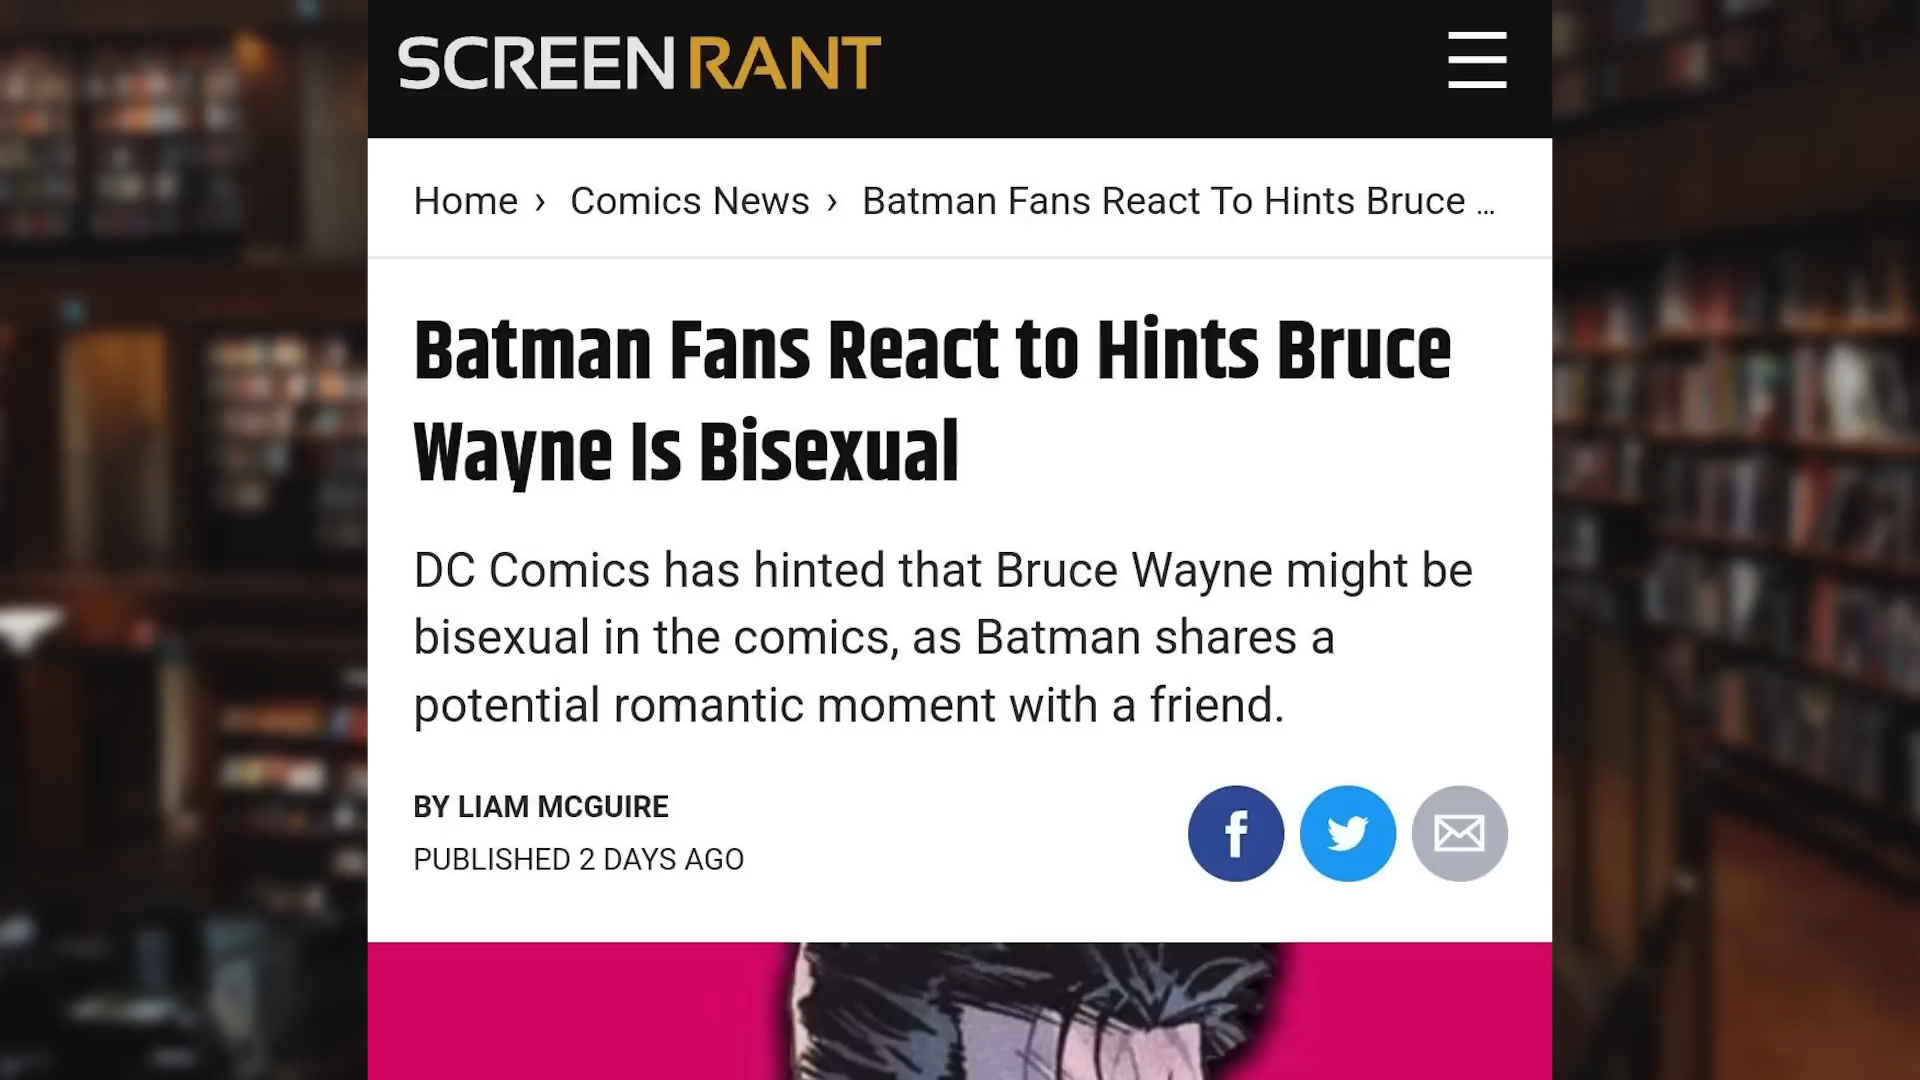 SCREENRANT
Home › Comics News › Batman Fans React To Hints Bruce ...
Batman Fans React to Hints Bruce
Wayne Is Bisexual
DC Comics has hinted that Bruce Wayne might be
bisexual in the comics, as Batman shares a
potential romantic moment with a friend.
BY LIAM MCGUIRE
PUBLISHED 2 DAYS AGO